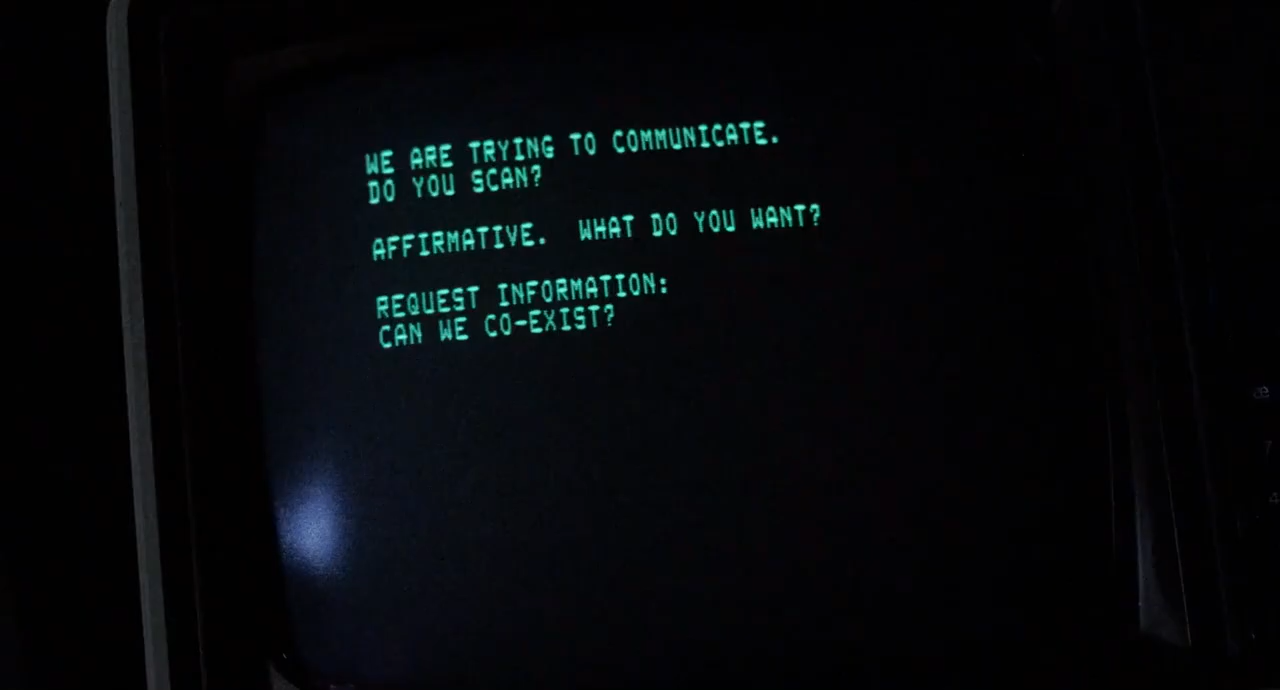 WE ARE TRYING TO COMMUNICATE.
DO YOU SCAN?
AFFIRMATIVE.  WHAT DO YOU WANT?
REQUEST INFORMATION:
CAN WE CO-EXIST?